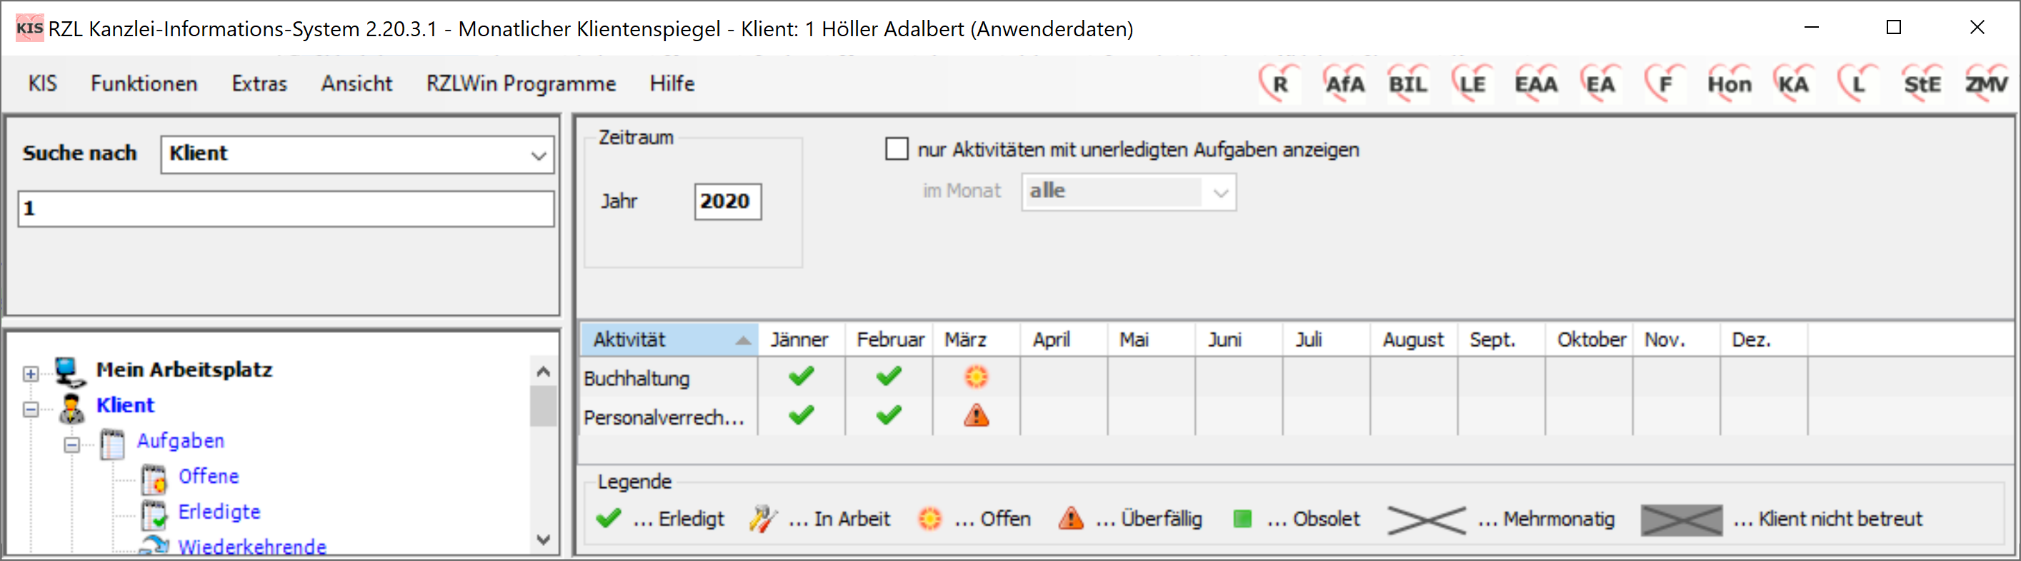 KIS RZL Kanzlei-Informations-System 2.20.3.1 - Monatlicher Klientenspiegel - Klient: 1 Höller Adalbert (Anwenderdaten)
KIS Funktionen Extras Ansicht RZLWin Programme Hilfe R AfA BIL LE EAA EA F Hon KA L StE ZMV
Suche nach Klient
1
Mein Arbeitsplatz
Klient
Aufgaben
Offene
Erledigte
Wiederkehrende
Zeitraum
Jahr 2020
nur Aktivitäten mit unerledigten Aufgaben anzeigen
im Monat alle
Aktivität Jänner Februar März April Mai Juni Juli August Sept. Oktober Nov. Dez.
Buchhaltung
Personalverrech...
Legende
... Erledigt ... In Arbeit ... Offen ... Überfällig ... Obsolet ... Mehrmonatig ... Klient nicht betreut